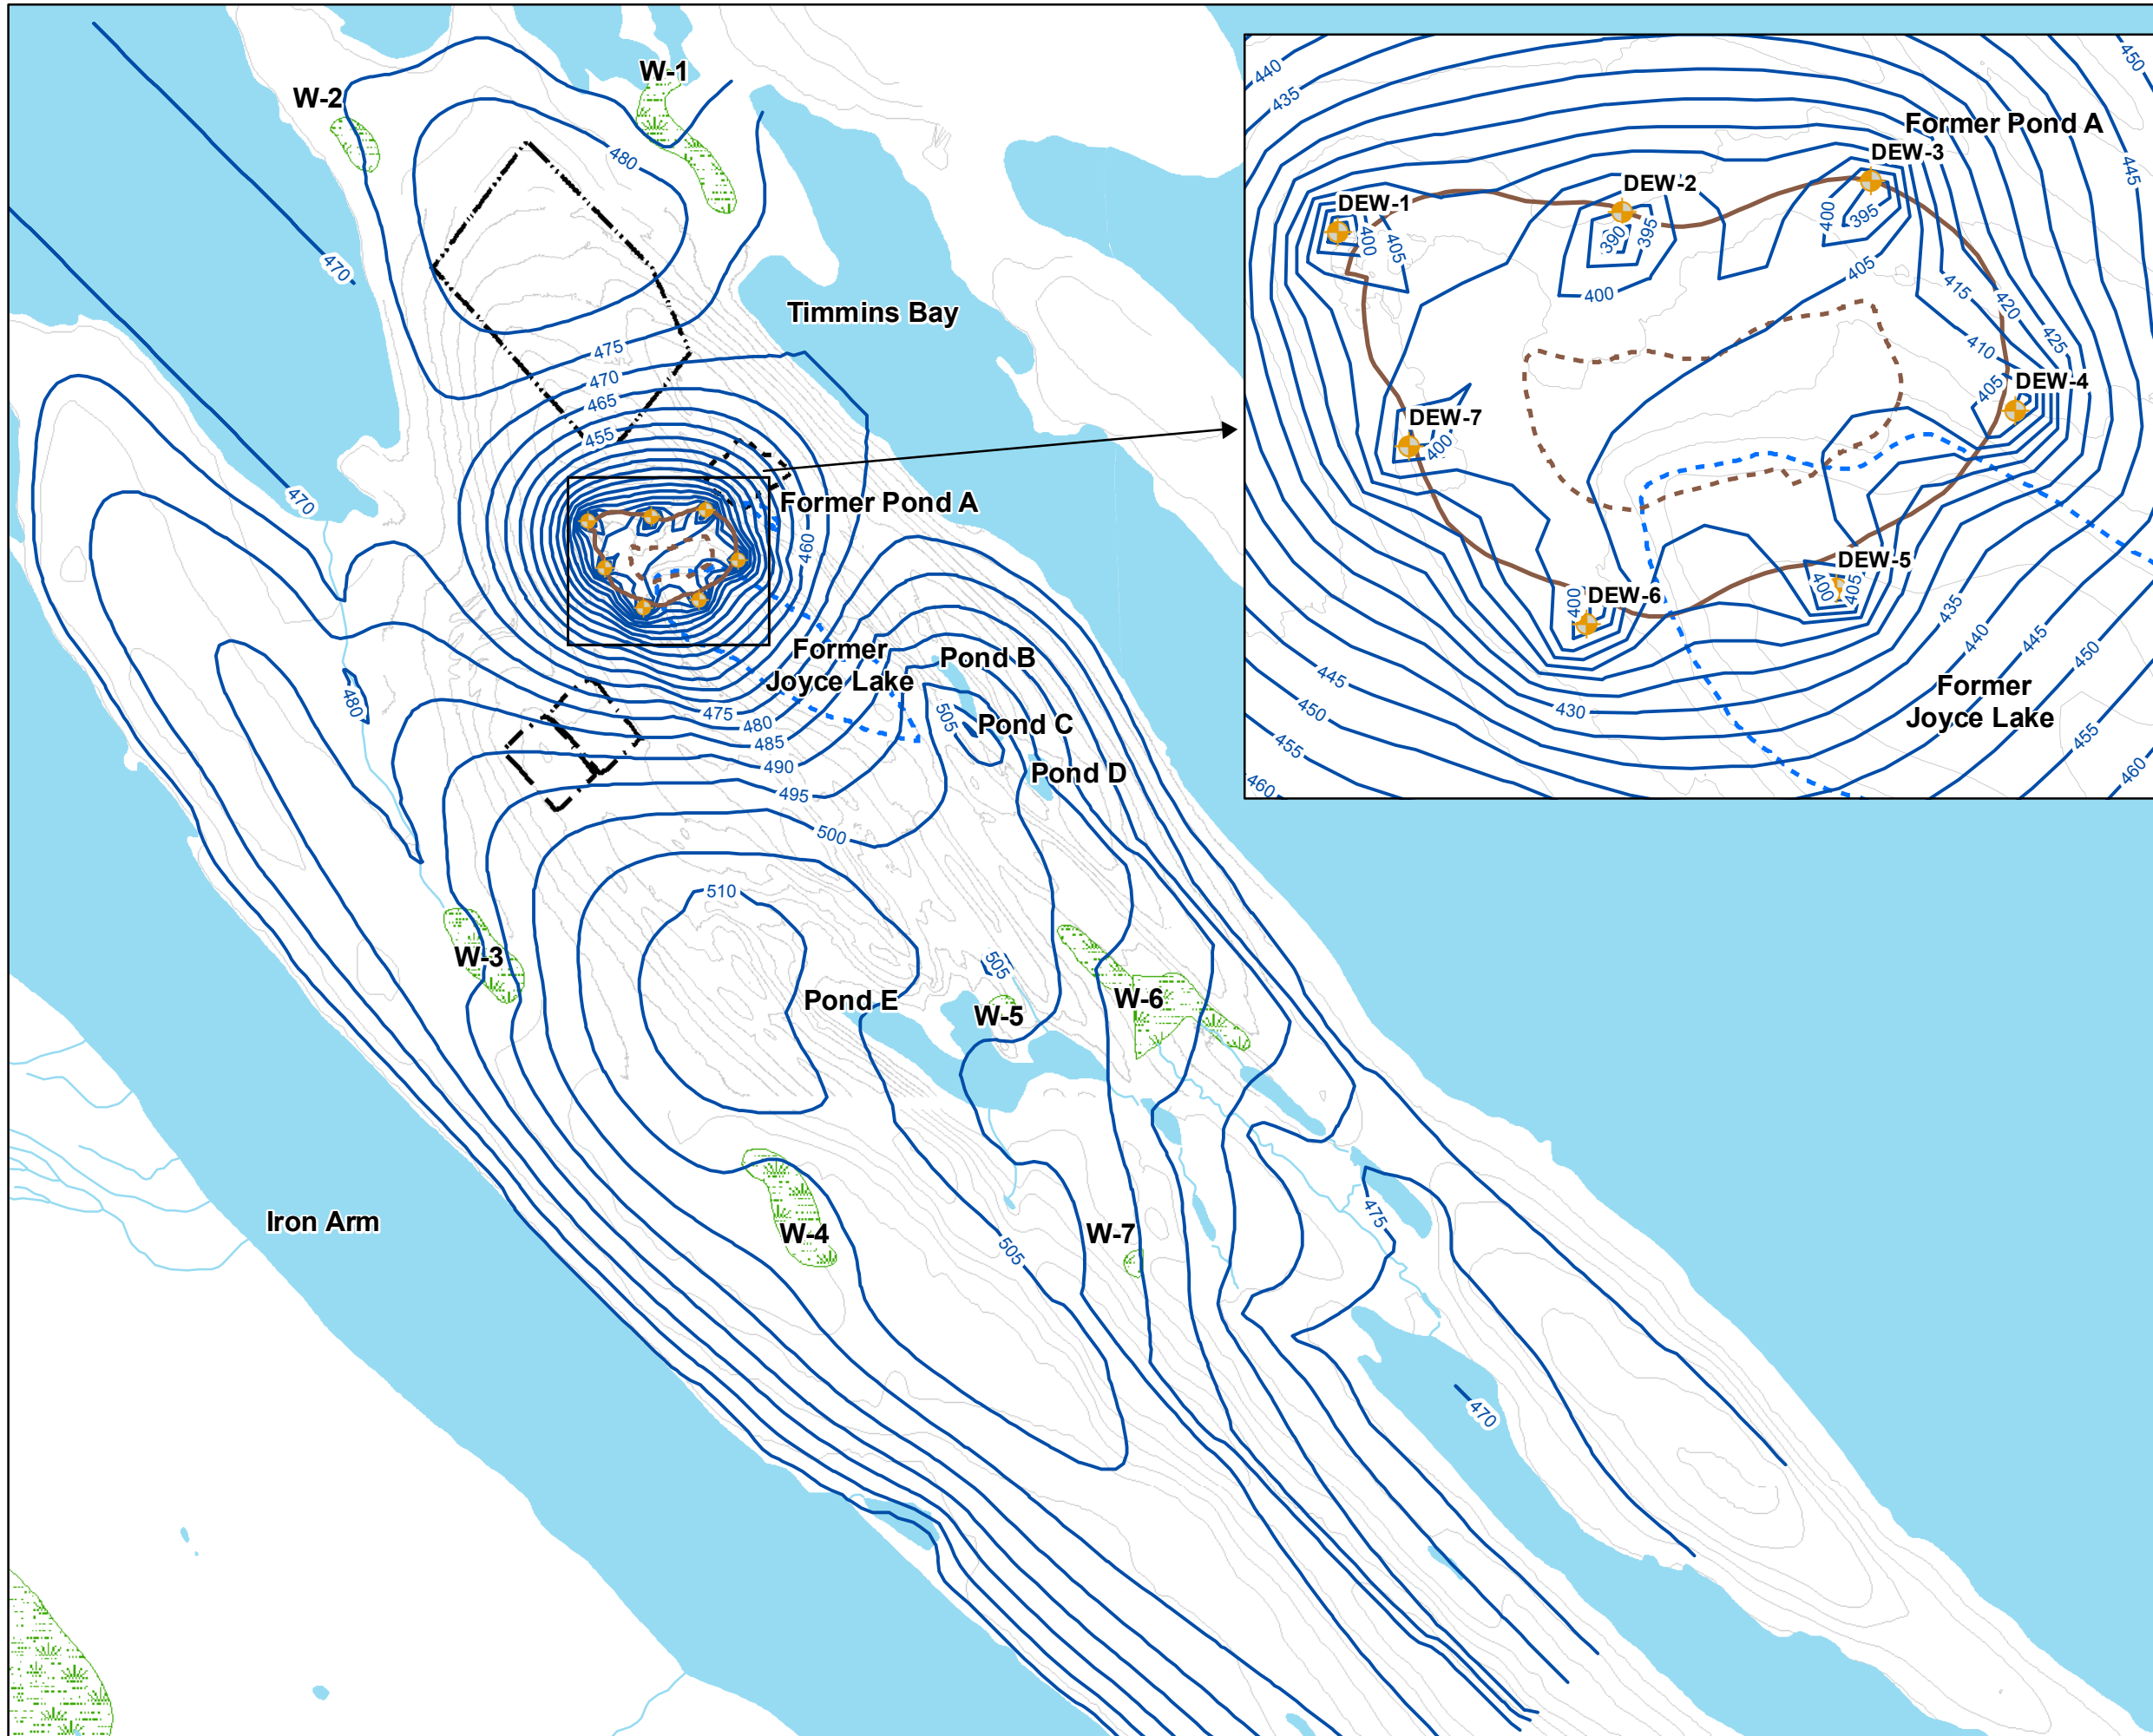 W-1
W-2
480
470
Timmins Bay
475
470
465
455
470
Former Pond A
460
480
Former
Joyce Lake
Pond B
475
480
505
Pond C
485
490
Pond D
495
500
510
W-3
505
Pond E
W-5
W-6
Iron Arm
W-4
W-7
475
505
470
440
435
450
Former Pond A
DEW-3
445
DEW-2
DEW-1
400
395
390
395
400
405
405
400
415
420
425
410
DEW-4
405
DEW-7
400
DEW-5
400
405
DEW-6
400
435
440
445
450
445
Former
Joyce Lake
450
430
455
455
460
460